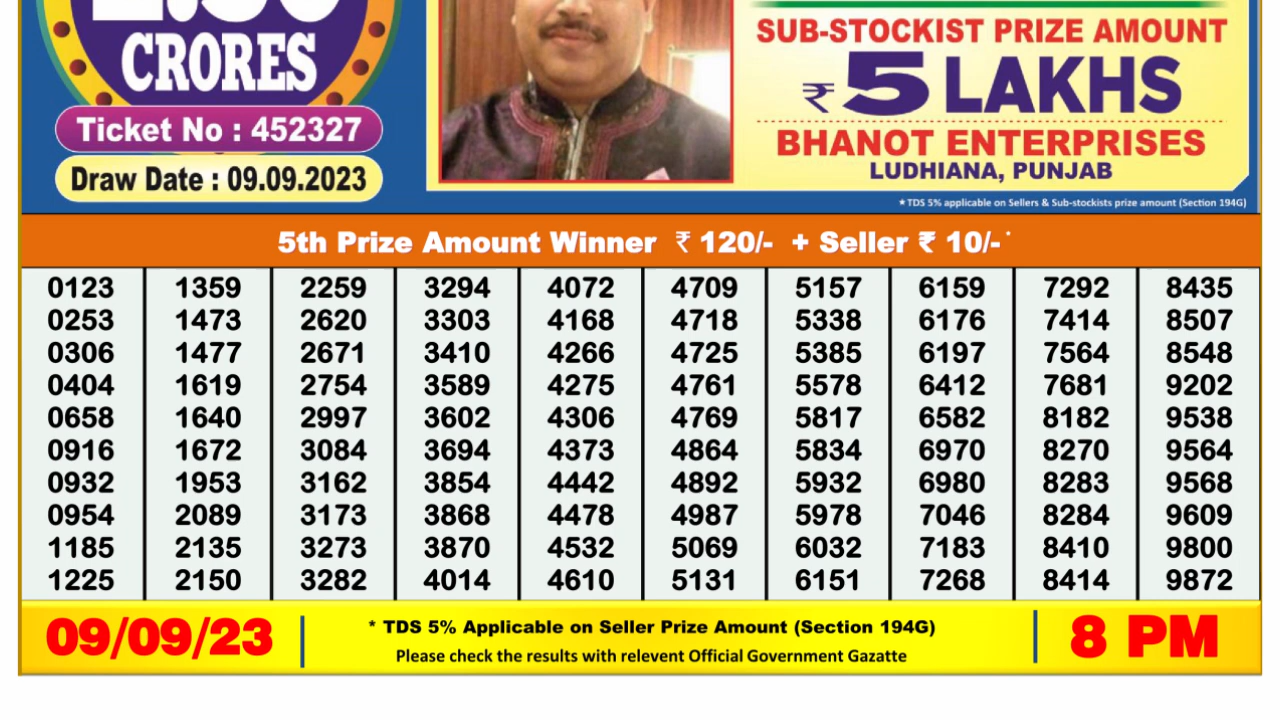 CRORES
Ticket No : 452327
Draw Date : 09.09.2023
SUB-STOCKIST PRIZE AMOUNT
₹ 5 LAKHS
BHANOT ENTERPRISES
LUDHIANA, PUNJAB
★TDS 5% applicable on Sellers & Sub-stockists prize amount (Section 194G)
5th Prize Amount Winner ₹ 120/- + Seller ₹ 10/-*
0123 1359 2259 3294 4072 4709 5157 6159 7292 8435
0253 1473 2620 3303 4168 4718 5338 6176 7414 8507
0306 1477 2671 3410 4266 4725 5385 6197 7564 8548
0404 1619 2754 3589 4275 4761 5578 6412 7681 9202
0658 1640 2997 3602 4306 4769 5817 6582 8182 9538
0916 1672 3084 3694 4373 4864 5834 6970 8270 9564
0932 1953 3162 3854 4442 4892 5932 6980 8283 9568
0954 2089 3173 3868 4478 4987 5978 7046 8284 9609
1185 2135 3273 3870 4532 5069 6032 7183 8410 9800
1225 2150 3282 4014 4610 5131 6151 7268 8414 9872
09/09/23
* TDS 5% Applicable on Seller Prize Amount (Section 194G)
Please check the results with relevent Official Government Gazatte
8 PM